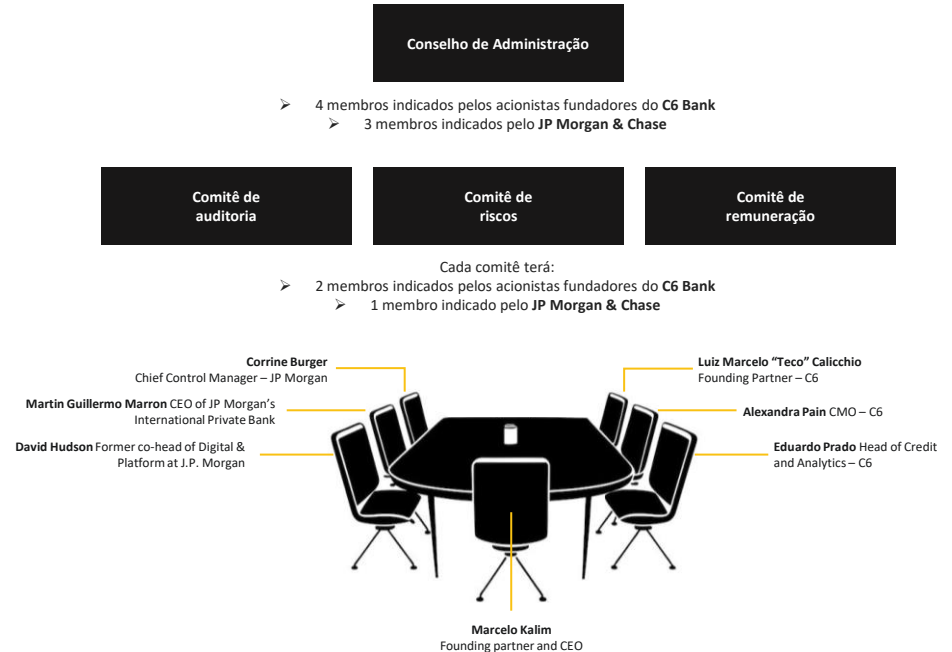 Conselho de Administração
➢ 4 membros indicados pelos acionistas fundadores do C6 Bank
➢ 3 membros indicados pelo JP Morgan & Chase
Comitê de
auditoria
Comitê de
riscos
Comitê de
remuneração
Cada comitê terá:
➢ 2 membros indicados pelos acionistas fundadores do C6 Bank
➢ 1 membro indicado pelo JP Morgan & Chase
Corrine Burger
Chief Control Manager – JP Morgan
Martin Guillermo Marron CEO of JP Morgan’s
International Private Bank
David Hudson Former co-head of Digital &
Platform at J.P. Morgan
Luiz Marcelo “Teco” Calicchio
Founding Partner – C6
Alexandra Pain CMO – C6
Eduardo Prado Head of Credit
and Analytics – C6
Marcelo Kalim
Founding partner and CEO